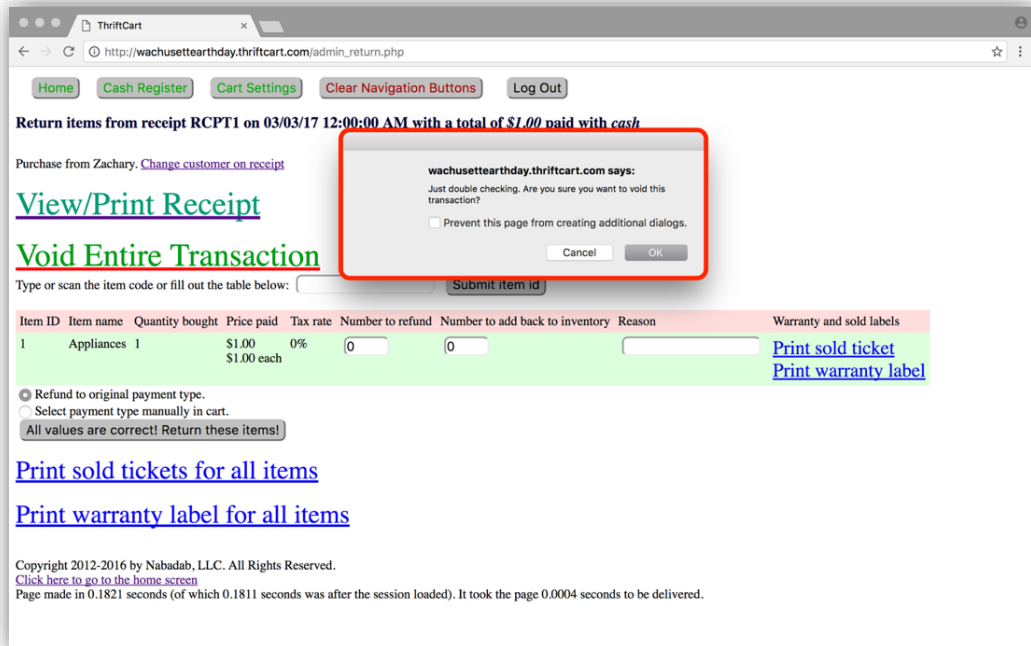 ThriftCart ×
http://wachusettearthday.thriftcart.com/admin_return.php
Home Cash Register Cart Settings Clear Navigation Buttons Log Out
Return items from receipt RCPT1 on 03/03/17 12:00:00 AM with a total of $1.00 paid with cash
Purchase from Zachary. Change customer on receipt
wachusettearthday.thriftcart.com says:
Just double checking. Are you sure you want to void this
transaction?
Prevent this page from creating additional dialogs.
Cancel OK
View/Print Receipt
Void Entire Transaction
Type or scan the item code or fill out the table below: Submit item id
Item ID Item name Quantity bought Price paid Tax rate Number to refund Number to add back to inventory Reason Warranty and sold labels
1 Appliances 1 $1.00 0% 0 0 Print sold ticket
$1.00 each Print warranty label
Refund to original payment type.
Select payment type manually in cart.
All values are correct! Return these items!
Print sold tickets for all items
Print warranty label for all items
Copyright 2012-2016 by Nabadab, LLC. All Rights Reserved.
Click here to go to the home screen
Page made in 0.1821 seconds (of which 0.1811 seconds was after the session loaded). It took the page 0.0004 seconds to be delivered.